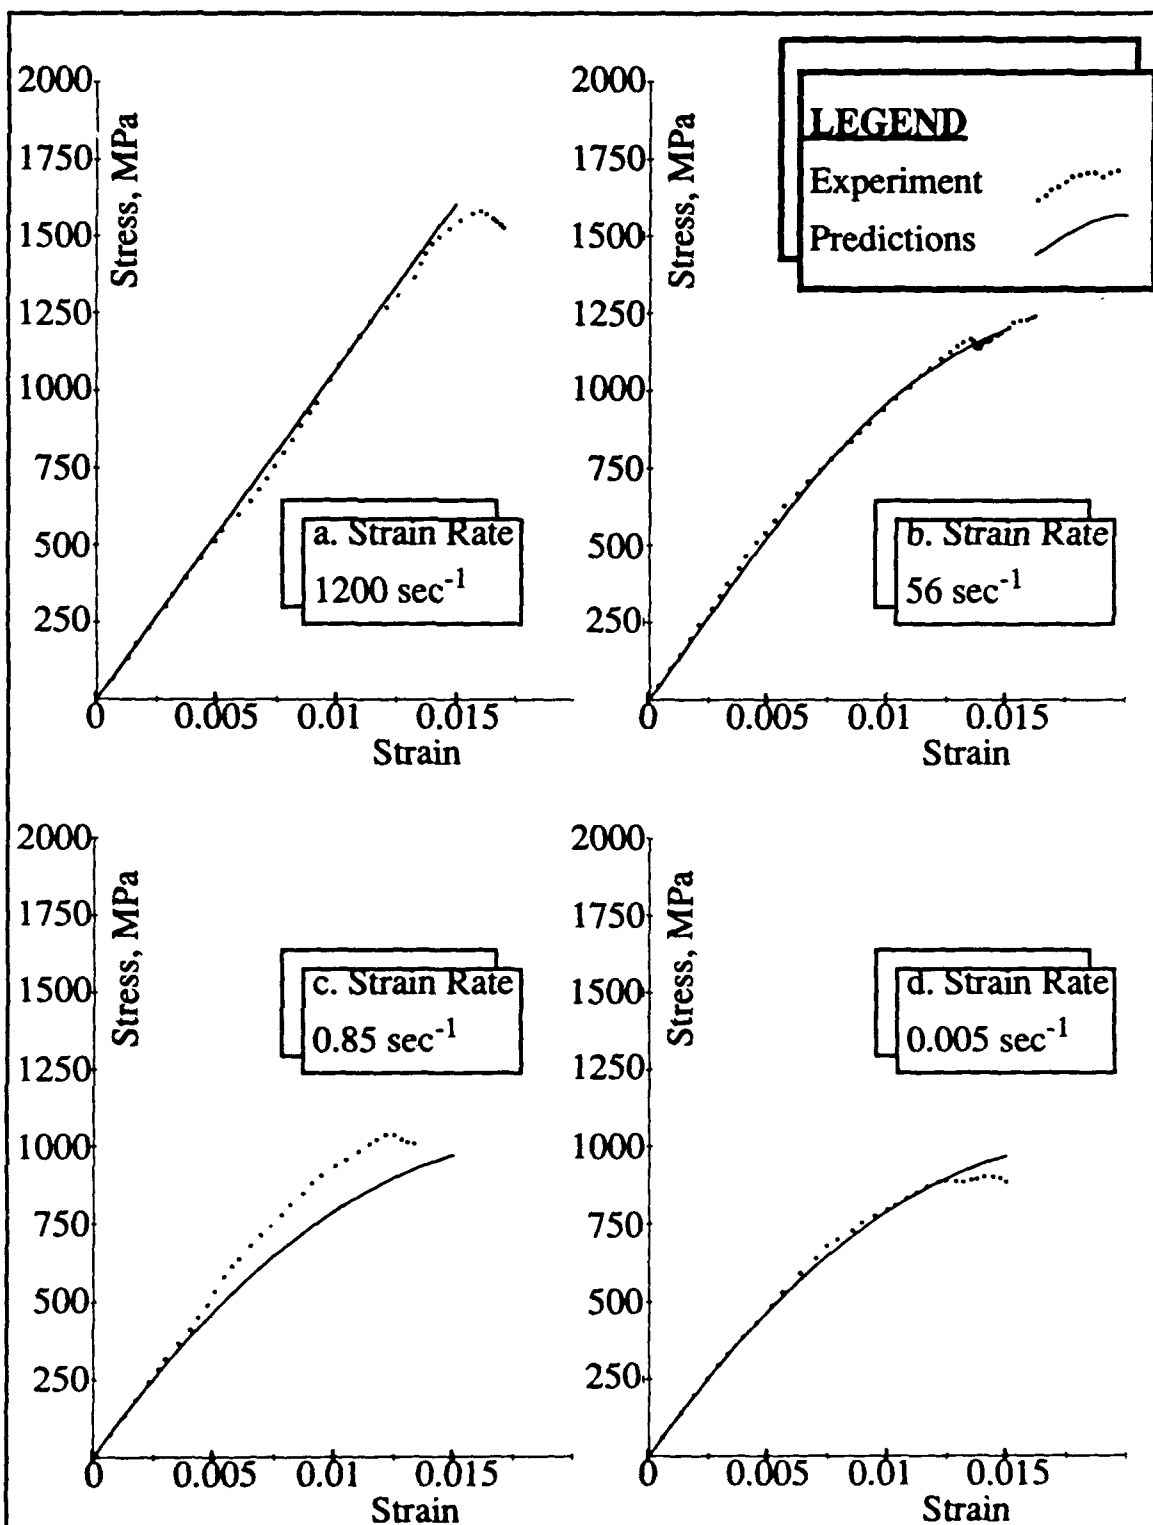 2000
1750
1500
1250
1000
750
500
250
0
0.005
0.01
0.015
Stress, MPa
Strain
a. Strain Rate
1200 sec⁻¹
2000
1750
1500
1250
1000
750
500
250
0
0.005
0.01
0.015
Stress, MPa
Strain
LEGEND
Experiment
Predictions
b. Strain Rate
56 sec⁻¹
2000
1750
1500
1250
1000
750
500
250
0
0.005
0.01
0.015
Stress, MPa
Strain
c. Strain Rate
0.85 sec⁻¹
2000
1750
1500
1250
1000
750
500
250
0
0.005
0.01
0.015
Stress, MPa
Strain
d. Strain Rate
0.005 sec⁻¹